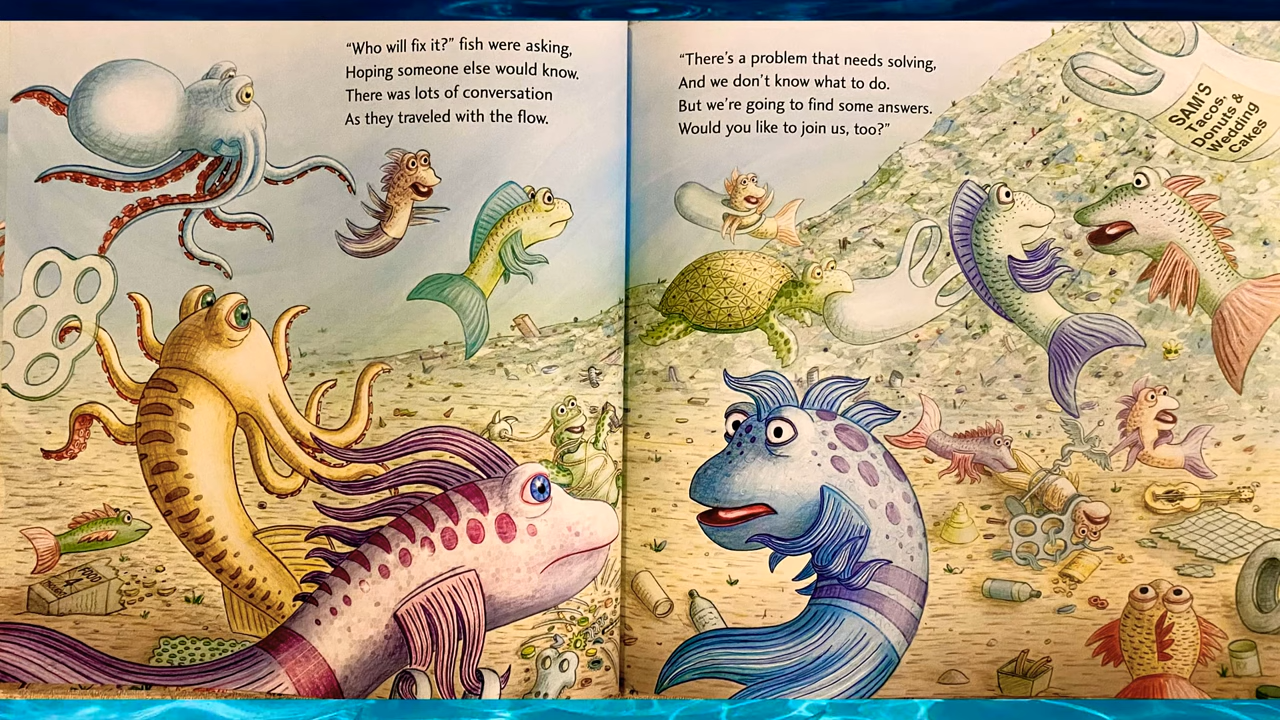 “Who will fix it?” fish were asking,
Hoping someone else would know.
There was lots of conversation
As they traveled with the flow.
“There’s a problem that needs solving,
And we don’t know what to do.
But we’re going to find some answers.
Would you like to join us, too?”
SAM’S
Tacos,
Donuts &
Wedding
Cakes
FOOD